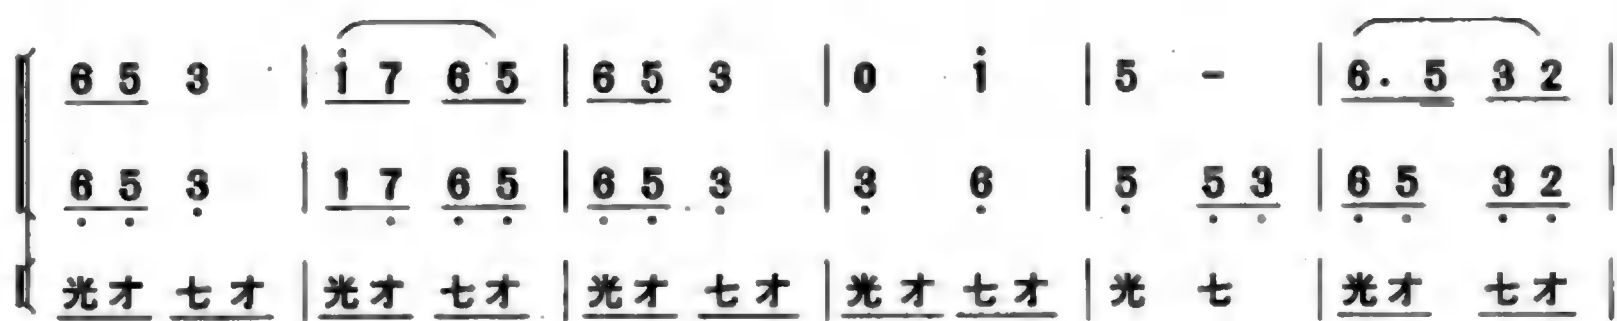 6 5 3 | i 7 6 5 | 6 5 3 | 0 i | 5 - | 6. 5 3 2 |
6 5 3 | 1 7 6 5 | 6 5 3 | 3 6 | 5 5 3 | 6 5 3 2 |
光才 七才 | 光才 七才 | 光才 七才 | 光才 七才 | 光 七 | 光才 七才 |